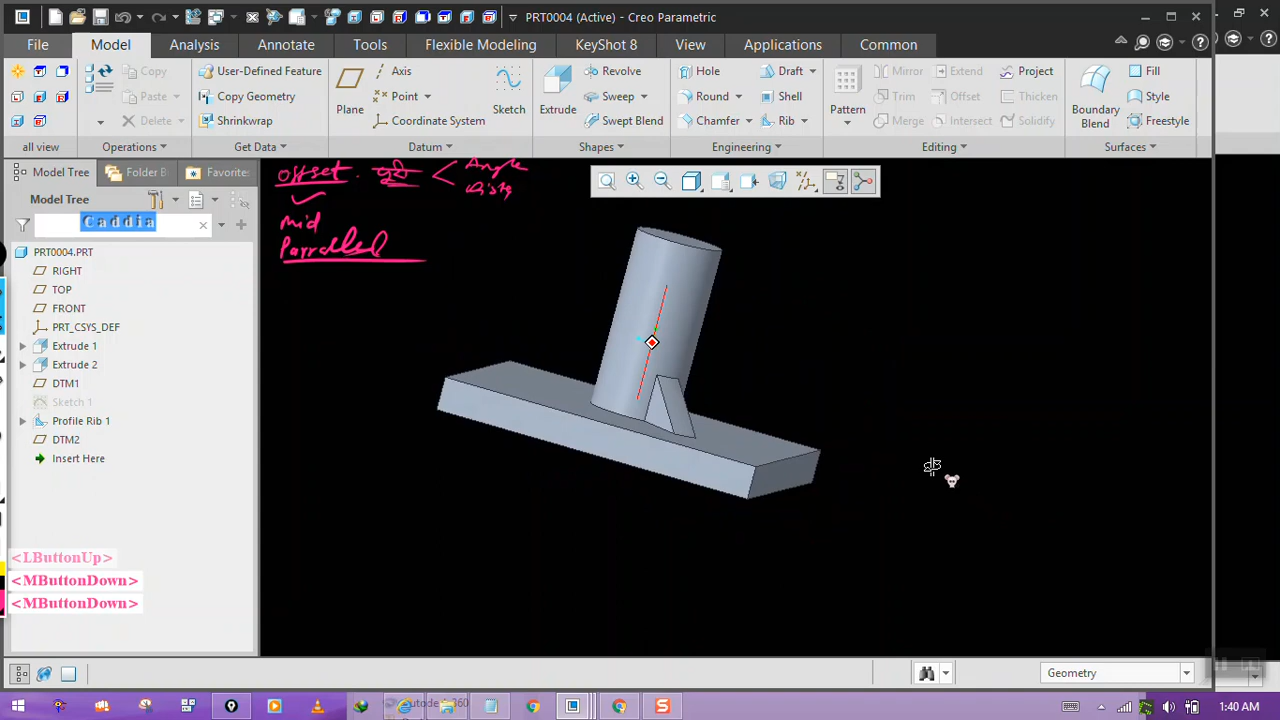 PRT0004 (Active) - Creo Parametric
File Model Analysis Annotate Tools Flexible Modeling KeyShot 8 View Applications Common
Copy User-Defined Feature Axis Revolve Hole Draft Mirror Extend Project Fill
Paste Copy Geometry Point Sweep Round Shell Trim Offset Thicken Style
Delete Shrinkwrap Coordinate System Swept Blend Chamfer Rib Merge Intersect Solidify Freestyle
all view Plane Sketch Extrude Pattern Boundary Blend
Operations Get Data Datum Shapes Engineering Editing Surfaces
Model Tree Folder B Favorite
Model Tree
Caddia
PRT0004.PRT
RIGHT
TOP
FRONT
PRT_CSYS_DEF
Extrude 1
Extrude 2
DTM1
Sketch 1
Profile Rib 1
DTM2
Insert Here
offset. < Angle
mid
Parralled
<LButtonUp>
<MButtonDown>
<MButtonDown>
Geometry
Autodesk 360
1:40 AM